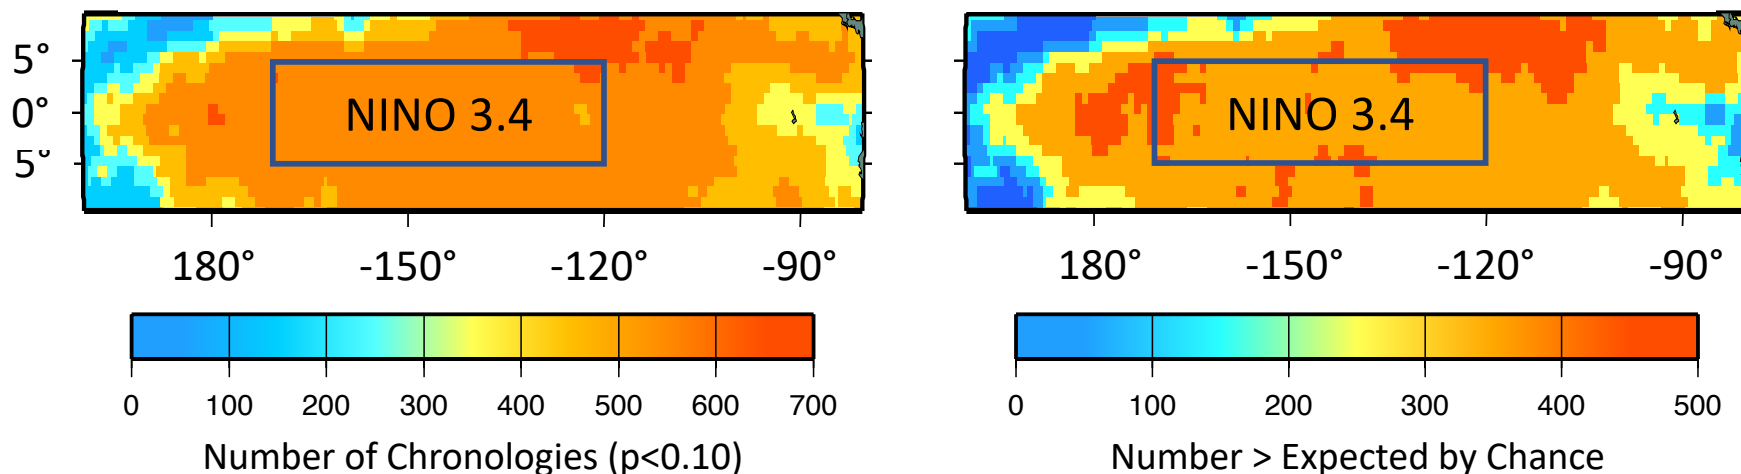 5°
0°
5°
NINO 3.4
NINO 3.4
180° -150° -120° -90°
180° -150° -120° -90°
0 100 200 300 400 500 600 700
0 100 200 300 400 500
Number of Chronologies (p<0.10)
Number > Expected by Chance